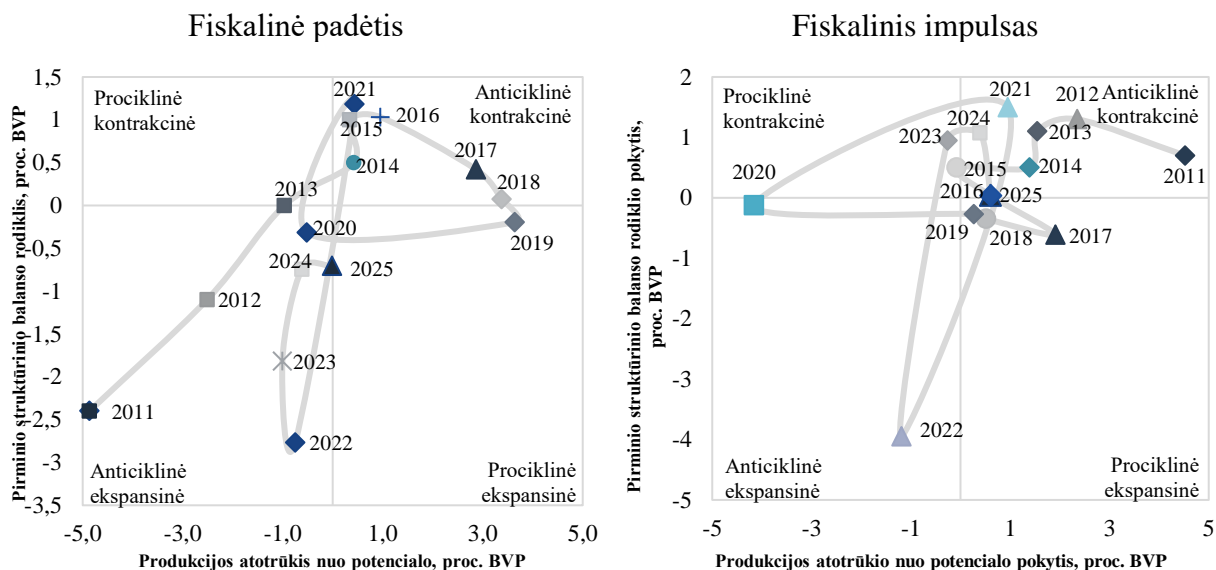 Fiskalinė padėtis
Pirminio struktūrinio balanso rodiklis, proc. BVP
1,5
1
0,5
0
-0,5
-1
-1,5
-2
-2,5
-3
-3,5
Prociklinė
kontrakcinė
Anticiklinė
kontrakcinė
2021
2016
2015
2014
2017
2018
2013
2019
2020
2024
2025
2012
2023
2011
2022
Anticiklinė
ekspansinė
Prociklinė
ekspansinė
-5,0
-3,0
-1,0
1,0
3,0
5,0
Produkcijos atotrūkis nuo potencialo, proc. BVP
Fiskalinis impulsas
Pirminio struktūrinio balanso rodiklio pokytis,
proc. BVP
2
1
0
-1
-2
-3
-4
-5
Prociklinė
kontrakcinė
Anticiklinė
kontrakcinė
2021
2012
2024
2023
2013
2015
2014
2011
2020
2016
2025
2019
2018
2017
2022
Anticiklinė
ekspansinė
Prociklinė
ekspansinė
-5
-3
-1
1
3
5
Produkcijos atotrūkio nuo potencialo pokytis, proc. BVP